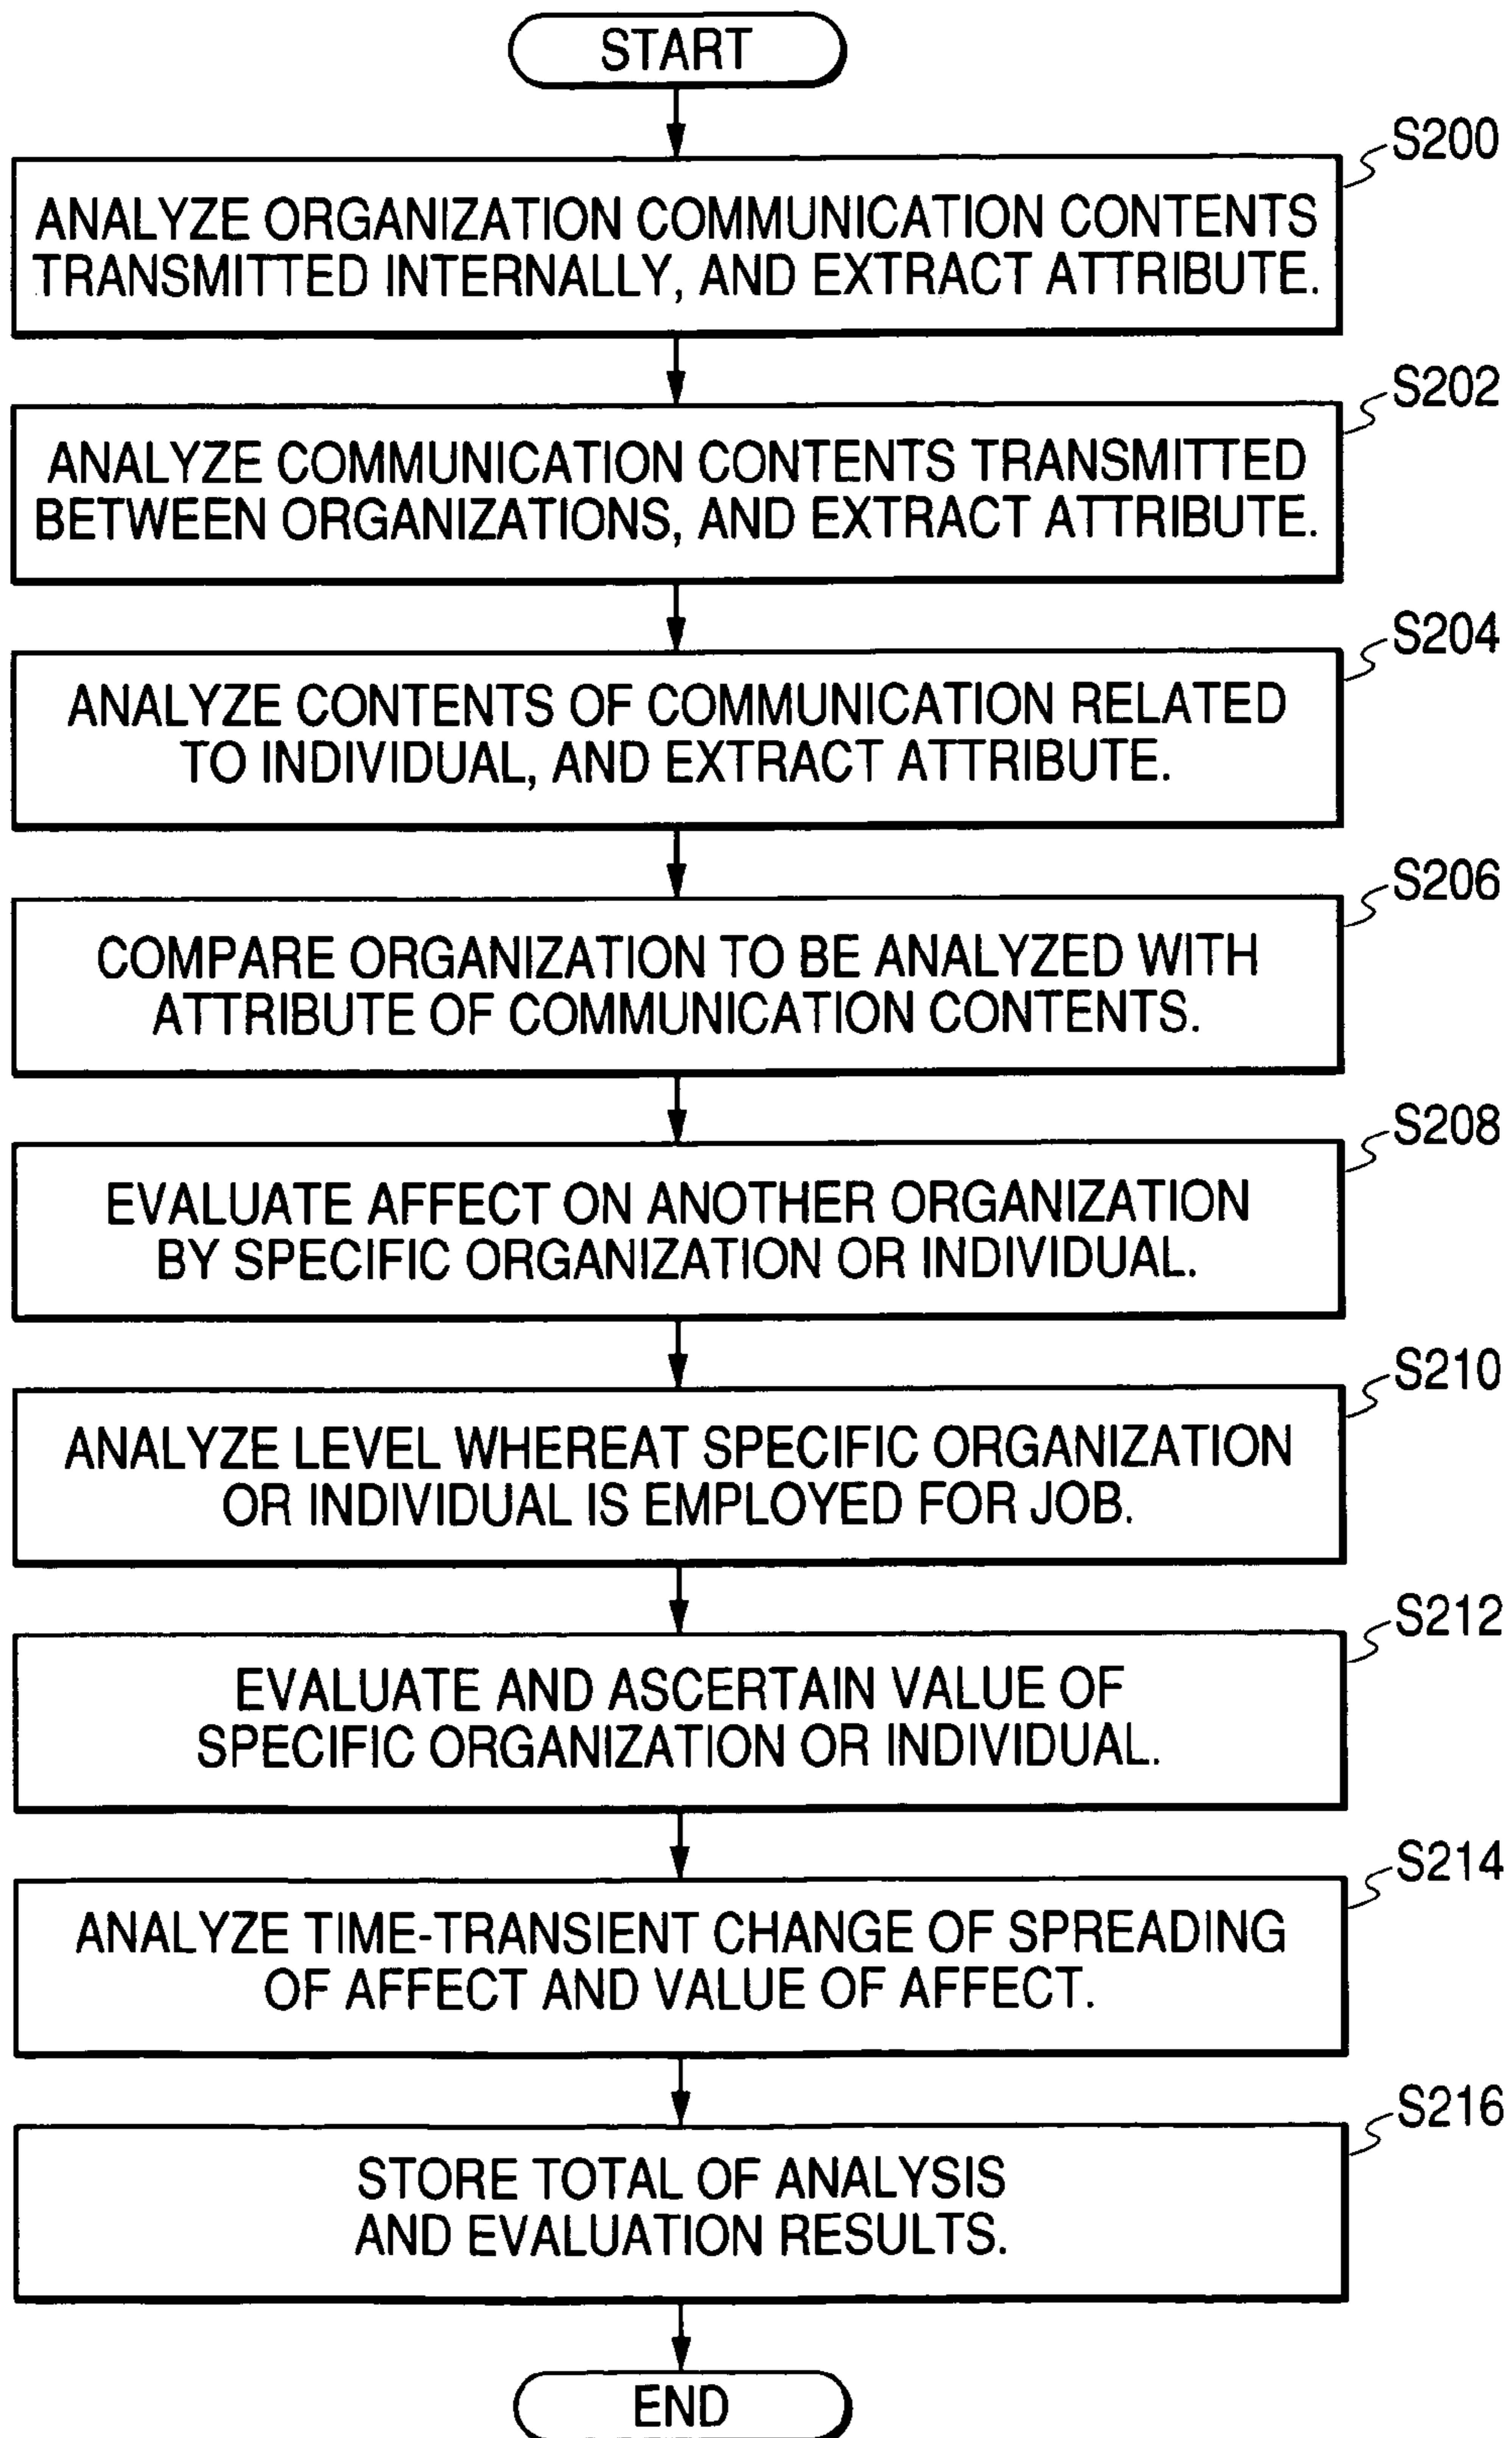 START
S200
ANALYZE ORGANIZATION COMMUNICATION CONTENTS
TRANSMITTED INTERNALLY, AND EXTRACT ATTRIBUTE.
S202
ANALYZE COMMUNICATION CONTENTS TRANSMITTED
BETWEEN ORGANIZATIONS, AND EXTRACT ATTRIBUTE.
S204
ANALYZE CONTENTS OF COMMUNICATION RELATED
TO INDIVIDUAL, AND EXTRACT ATTRIBUTE.
S206
COMPARE ORGANIZATION TO BE ANALYZED WITH
ATTRIBUTE OF COMMUNICATION CONTENTS.
S208
EVALUATE AFFECT ON ANOTHER ORGANIZATION
BY SPECIFIC ORGANIZATION OR INDIVIDUAL.
S210
ANALYZE LEVEL WHEREAT SPECIFIC ORGANIZATION
OR INDIVIDUAL IS EMPLOYED FOR JOB.
S212
EVALUATE AND ASCERTAIN VALUE OF
SPECIFIC ORGANIZATION OR INDIVIDUAL.
S214
ANALYZE TIME-TRANSIENT CHANGE OF SPREADING
OF AFFECT AND VALUE OF AFFECT.
S216
STORE TOTAL OF ANALYSIS
AND EVALUATION RESULTS.
END